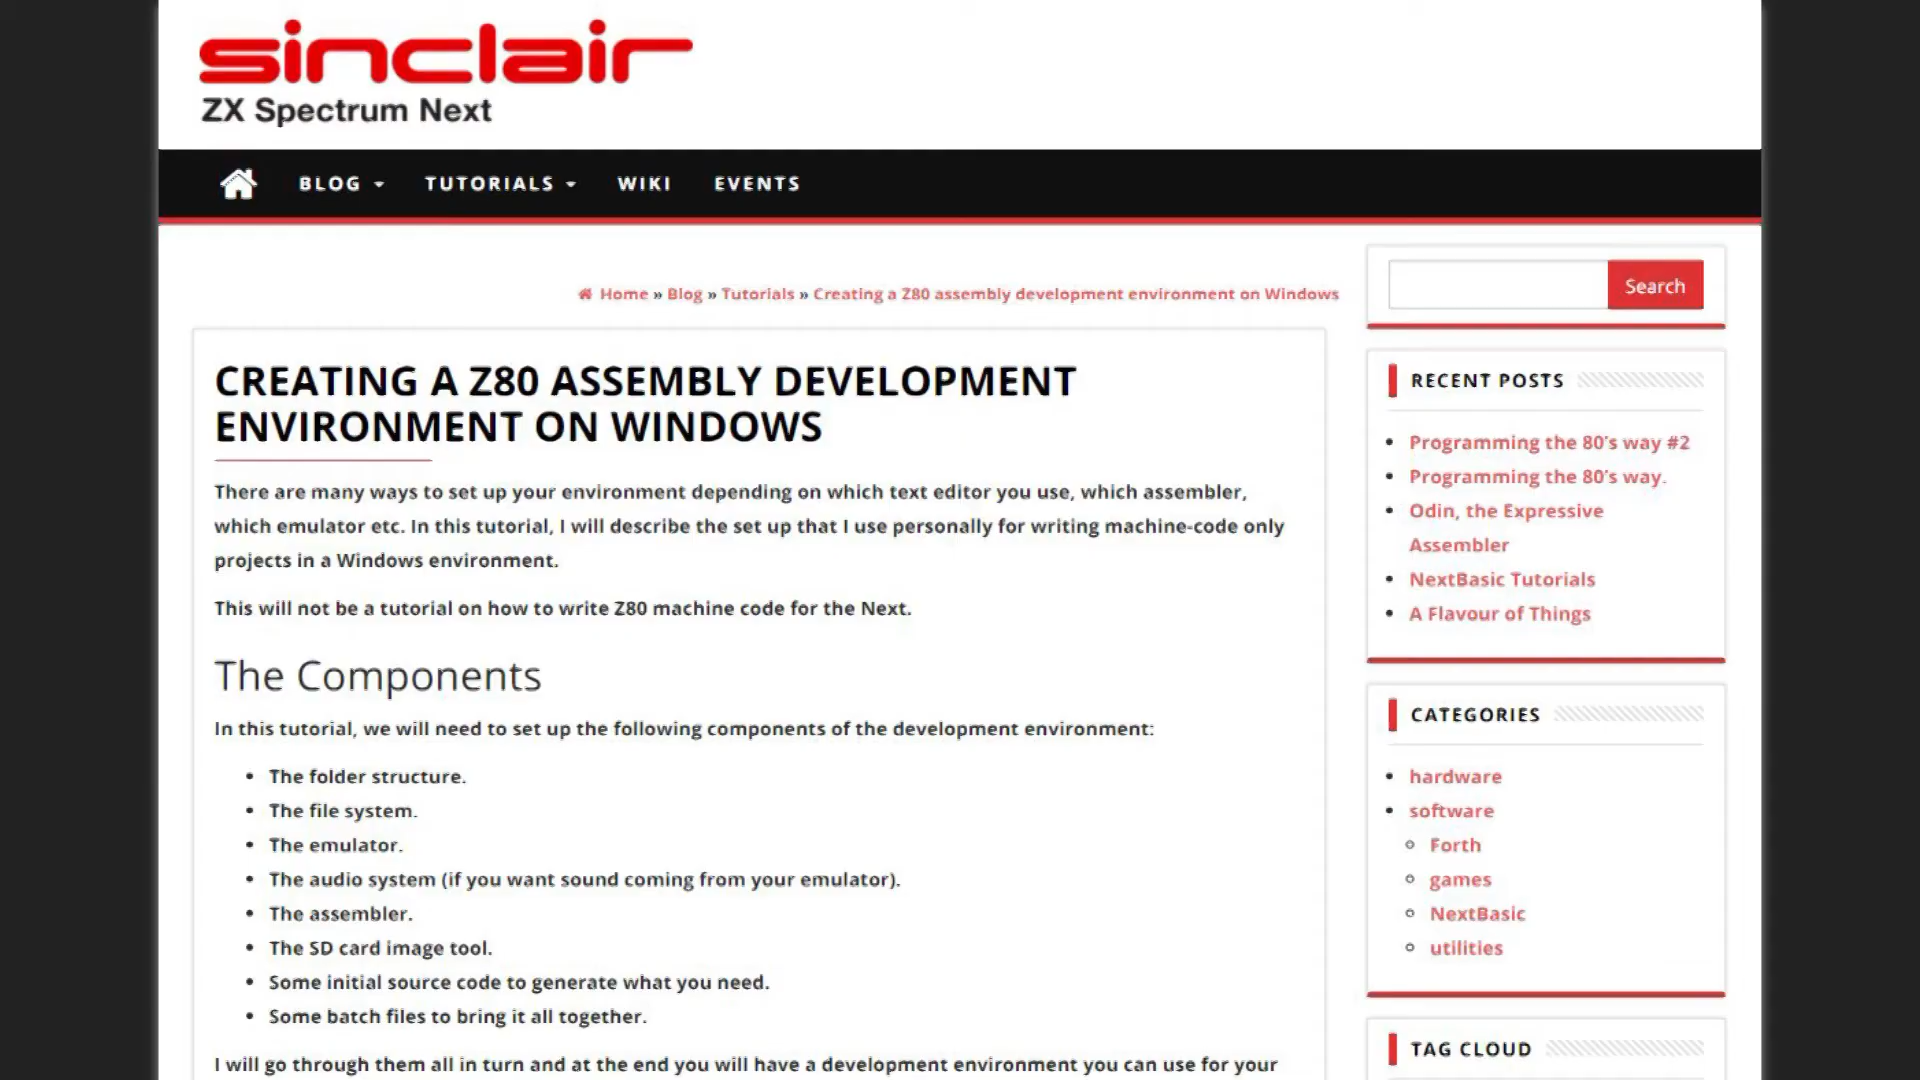 sinclair
ZX Spectrum Next
BLOG
TUTORIALS
WIKI
EVENTS
Home » Blog » Tutorials » Creating a Z80 assembly development environment on Windows
CREATING A Z80 ASSEMBLY DEVELOPMENT
ENVIRONMENT ON WINDOWS
There are many ways to set up your environment depending on which text editor you use, which assembler,
which emulator etc. In this tutorial, I will describe the set up that I use personally for writing machine-code only
projects in a Windows environment.
This will not be a tutorial on how to write Z80 machine code for the Next.
The Components
In this tutorial, we will need to set up the following components of the development environment:
• The folder structure.
• The file system.
• The emulator.
• The audio system (if you want sound coming from your emulator).
• The assembler.
• The SD card image tool.
• Some initial source code to generate what you need.
• Some batch files to bring it all together.
I will go through them all in turn and at the end you will have a development environment you can use for your
Search
RECENT POSTS
• Programming the 80's way #2
• Programming the 80's way.
• Odin, the Expressive
Assembler
• NextBasic Tutorials
• A Flavour of Things
CATEGORIES
• hardware
• software
Forth
games
NextBasic
utilities
TAG CLOUD